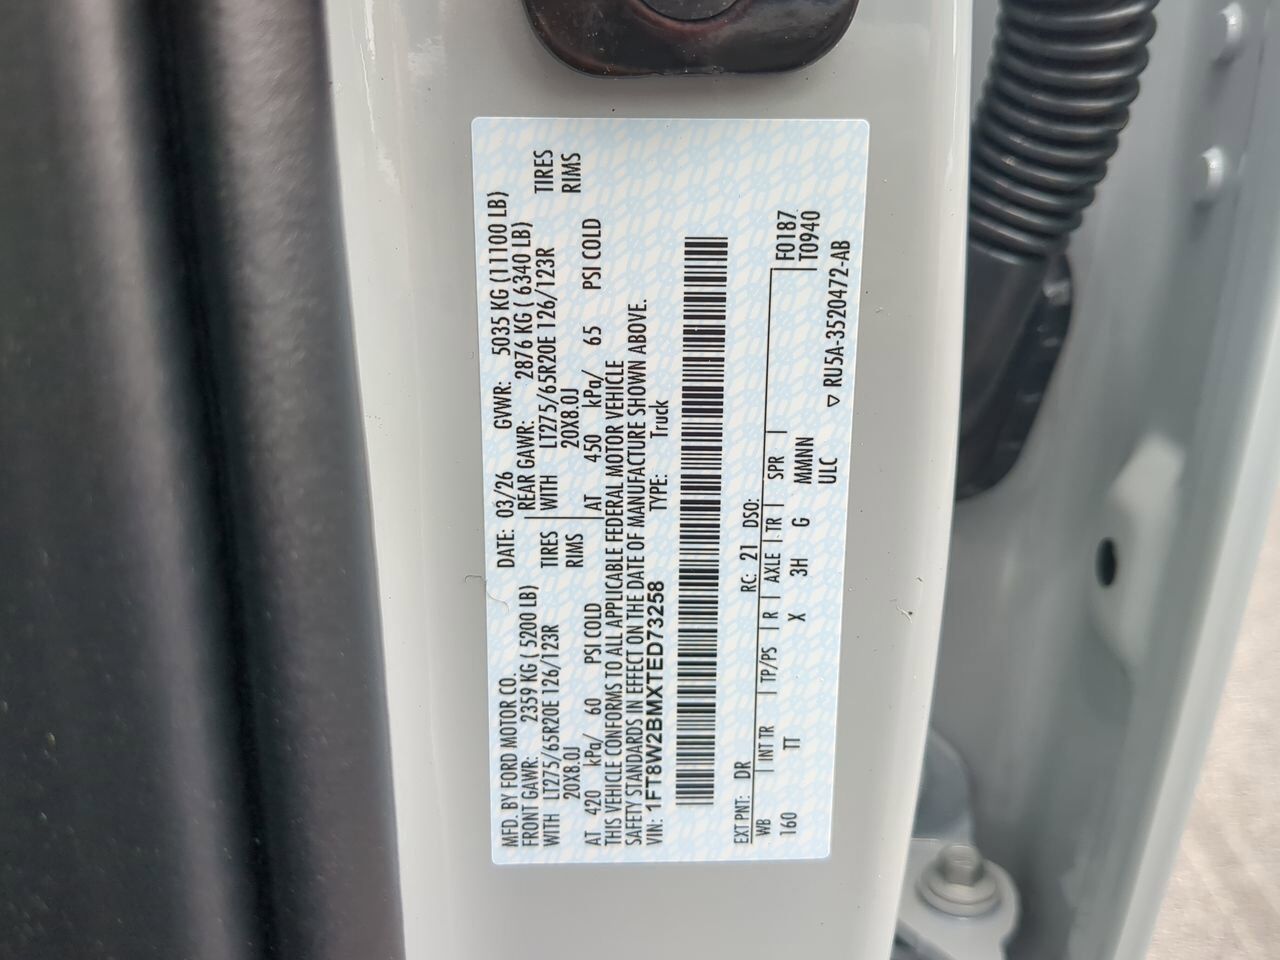 MFD. BY FORD MOTOR CO. DATE: 03/26 GVWR: 5035 KG (11100 LB)
FRONT GAWR: 2359 KG ( 5200 LB) REAR GAWR: 2876 KG ( 6340 LB)
WITH LT275/65R20E 126/123R TIRES WITH LT275/65R20E 126/123R TIRES
20X8.0J RIMS 20X8.0J RIMS
AT 420 kPa/ 60 PSI COLD AT 450 kPa/ 65 PSI COLD
THIS VEHICLE CONFORMS TO ALL APPLICABLE FEDERAL MOTOR VEHICLE
SAFETY STANDARDS IN EFFECT ON THE DATE OF MANUFACTURE SHOWN ABOVE.
VIN: 1FT8W2BMXTED73258 TYPE: Truck
EXT PNT: DR RC: 21 DSO:
WB INT TR TP/PS R AXLE TR SPR F0187
160 TT X 3H G MMNN T0940
ULC
▽ RU5A-3520472-AB